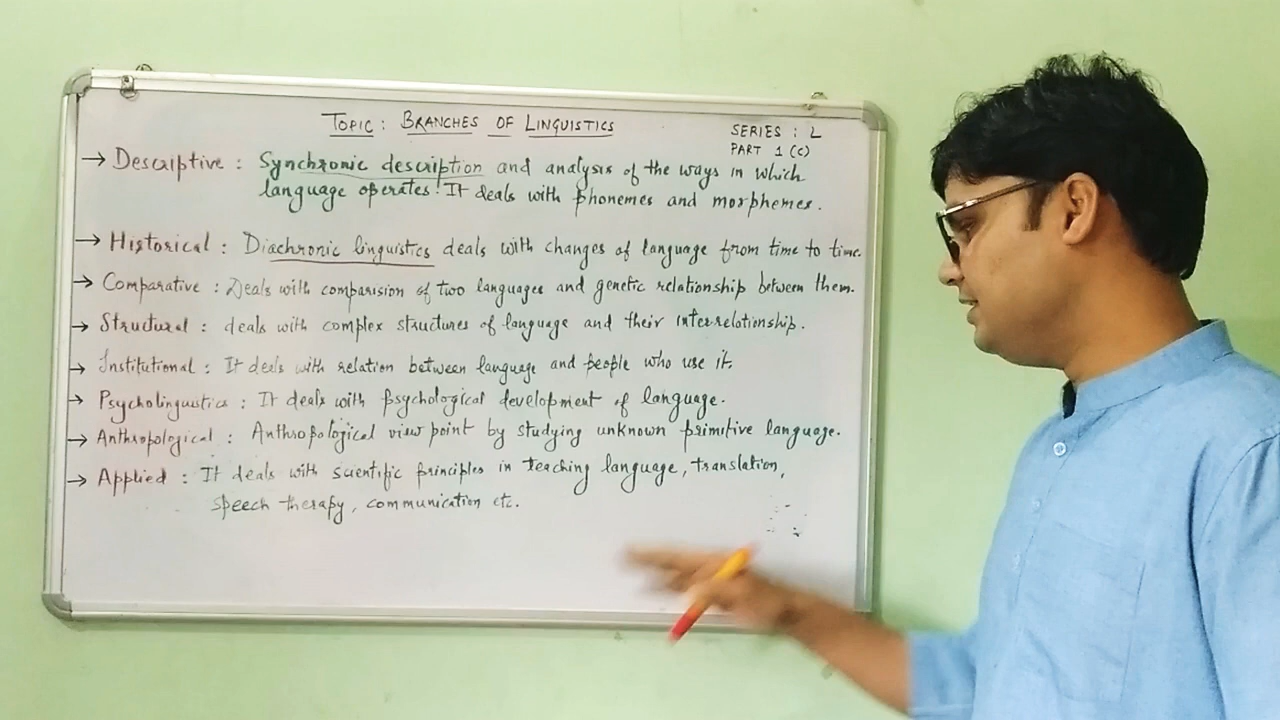 TOPIC: BRANCHES OF LINGUISTICS
SERIES : L
PART 1 (C)
→ Descriptive : Synchronic description and analysis of the ways in which
language operates. It deals with phonemes and morphemes.
→ Historical : Diachronic linguistics deals with changes of language from time to time.
→ Comparative : Deals with comparision of two languages and genetic relationship between them.
→ Structural : deals with complex structures of language and their interrelationship.
→ Institutional : It deals with relation between language and people who use it.
→ Psycholinguistics : It deals with psychological development of language.
→ Anthropological : Anthropological view point by studying unknown primitive language.
→ Applied : It deals with scientific principles in teaching language, translation,
speech therapy, communication etc.